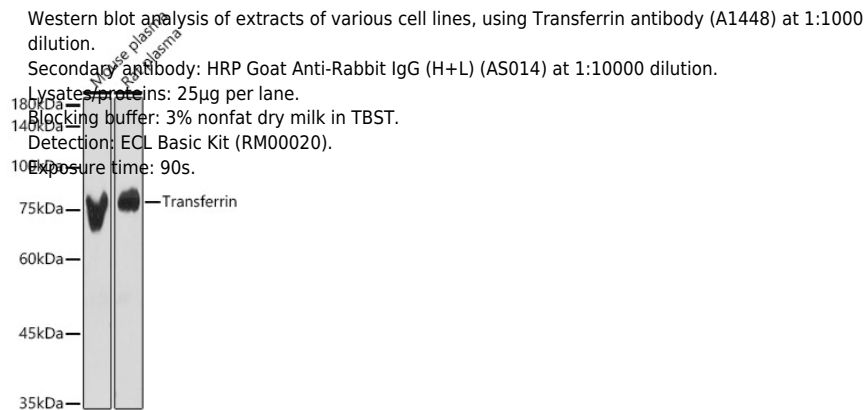 Western blot analysis of extracts of various cell lines, using Transferrin antibody (A1448) at 1:1000
dilution.
Secondary antibody: HRP Goat Anti-Rabbit IgG (H+L) (AS014) at 1:10000 dilution.
Lysates/proteins: 25μg per lane.
Blocking buffer: 3% nonfat dry milk in TBST.
Detection: ECL Basic Kit (RM00020).
Exposure time: 90s.
Mouse plasma
Rat plasma
180kDa
140kDa
100kDa
75kDa
Transferrin
60kDa
45kDa
35kDa